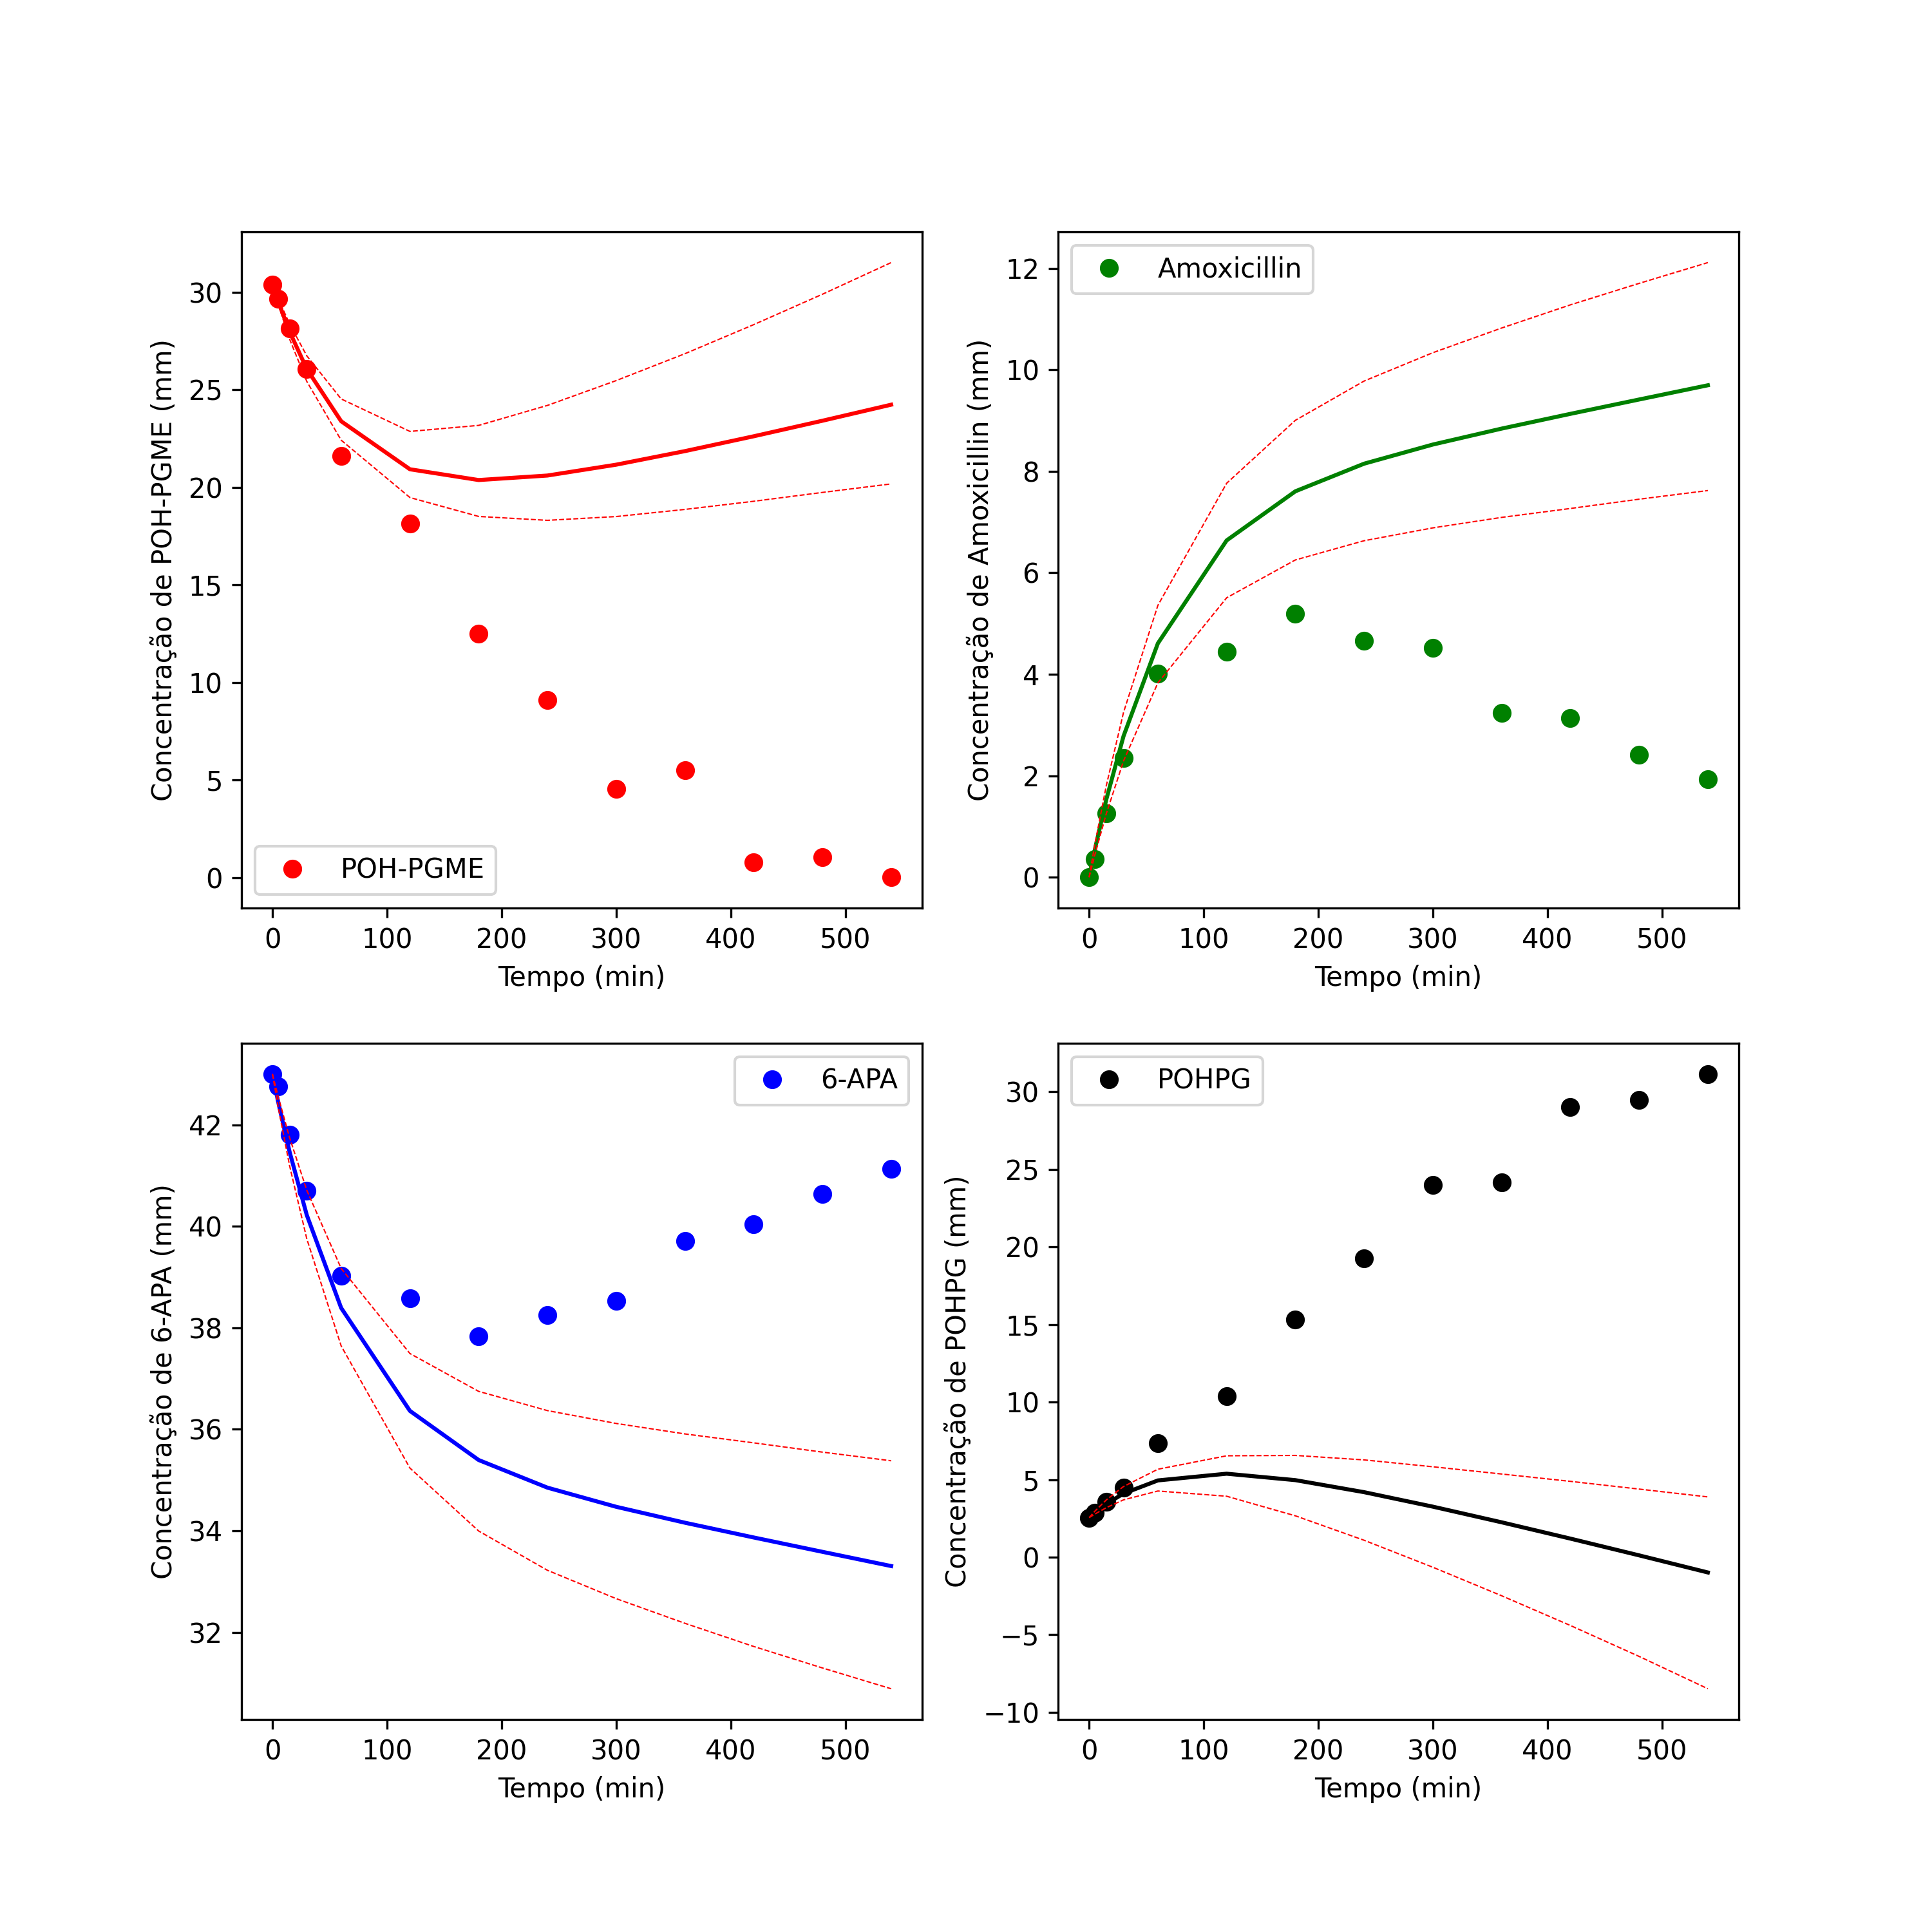 Concentração de POH-PGME (mm)
30
25
20
15
10
5
0
POH-PGME
0 100 200 300 400 500
Tempo (min)
Concentração de Amoxicillin (mm)
12
10
8
6
4
2
0
Amoxicillin
0 100 200 300 400 500
Tempo (min)
Concentração de 6-APA (mm)
42
40
38
36
34
32
6-APA
0 100 200 300 400 500
Tempo (min)
Concentração de POHPG (mm)
30
25
20
15
10
5
0
−5
−10
POHPG
0 100 200 300 400 500
Tempo (min)